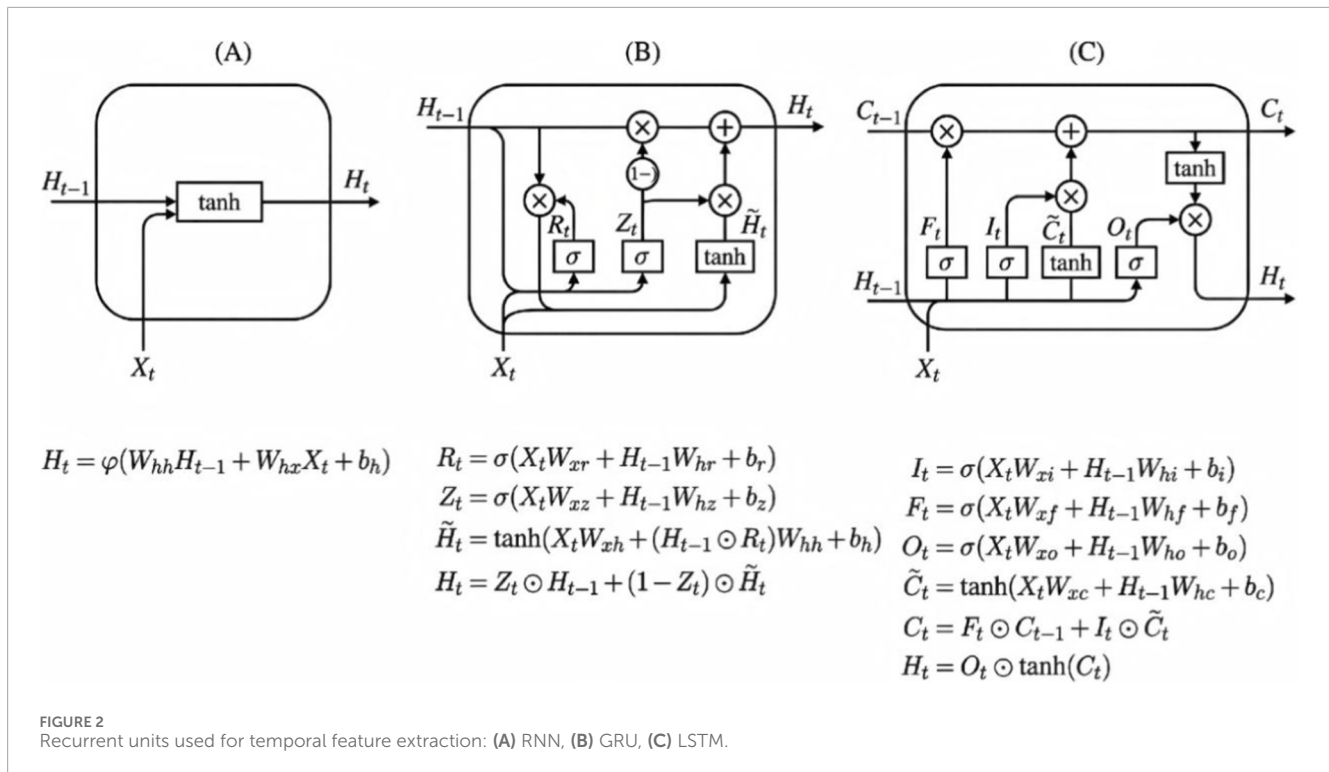 (A)
H_{t−1}
tanh
H_t
X_t
H_t = φ(W_{hh}H_{t−1} + W_{hx}X_t + b_h)
(B)
H_{t−1}
H_t
×
+
1−
×
×
R_t
Z_t
H̃_t
σ
σ
tanh
X_t
R_t = σ(X_tW_{xr} + H_{t−1}W_{hr} + b_r)
Z_t = σ(X_tW_{xz} + H_{t−1}W_{hz} + b_z)
H̃_t = tanh(X_tW_{xh} + (H_{t−1} ⊙ R_t)W_{hh} + b_h)
H_t = Z_t ⊙ H_{t−1} + (1 − Z_t) ⊙ H̃_t
(C)
C_{t−1}
C_t
×
+
tanh
×
×
F_t
I_t
C̃_t
O_t
σ
σ
tanh
σ
H_{t−1}
H_t
X_t
I_t = σ(X_tW_{xi} + H_{t−1}W_{hi} + b_i)
F_t = σ(X_tW_{xf} + H_{t−1}W_{hf} + b_f)
O_t = σ(X_tW_{xo} + H_{t−1}W_{ho} + b_o)
C̃_t = tanh(X_tW_{xc} + H_{t−1}W_{hc} + b_c)
C_t = F_t ⊙ C_{t−1} + I_t ⊙ C̃_t
H_t = O_t ⊙ tanh(C_t)
FIGURE 2
Recurrent units used for temporal feature extraction: (A) RNN, (B) GRU, (C) LSTM.